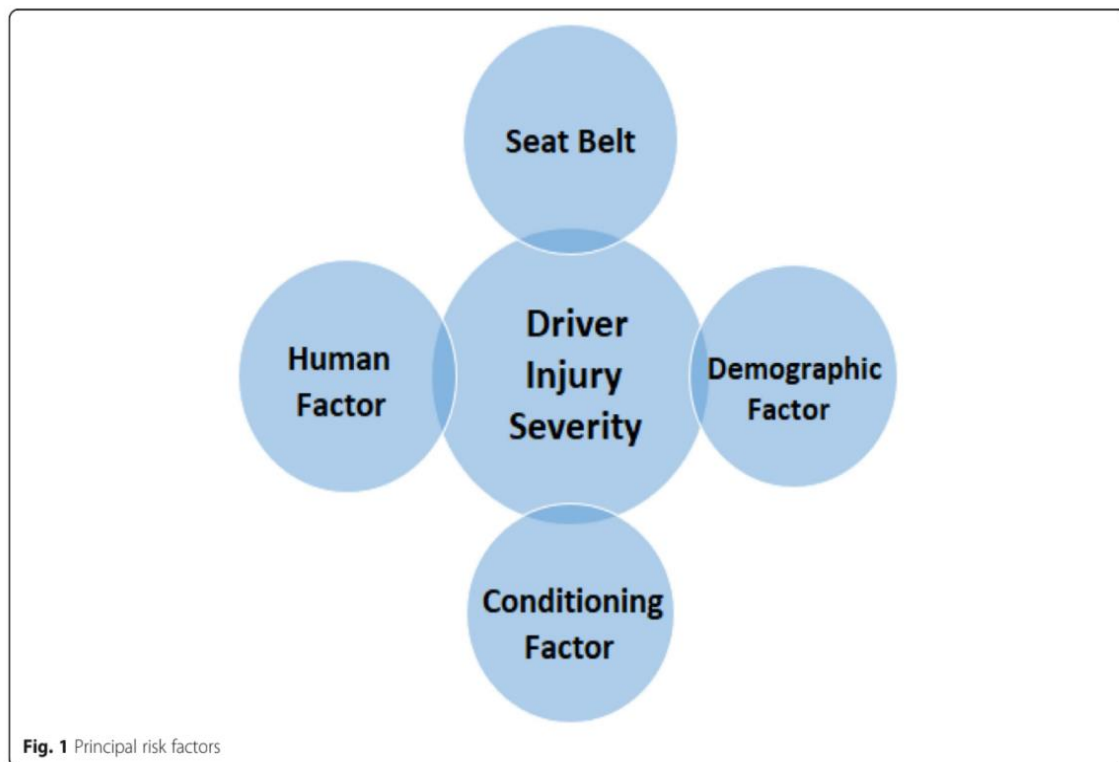 Seat Belt
Human
Factor
Driver
Injury
Severity
Demographic
Factor
Conditioning
Factor
Fig. 1 Principal risk factors